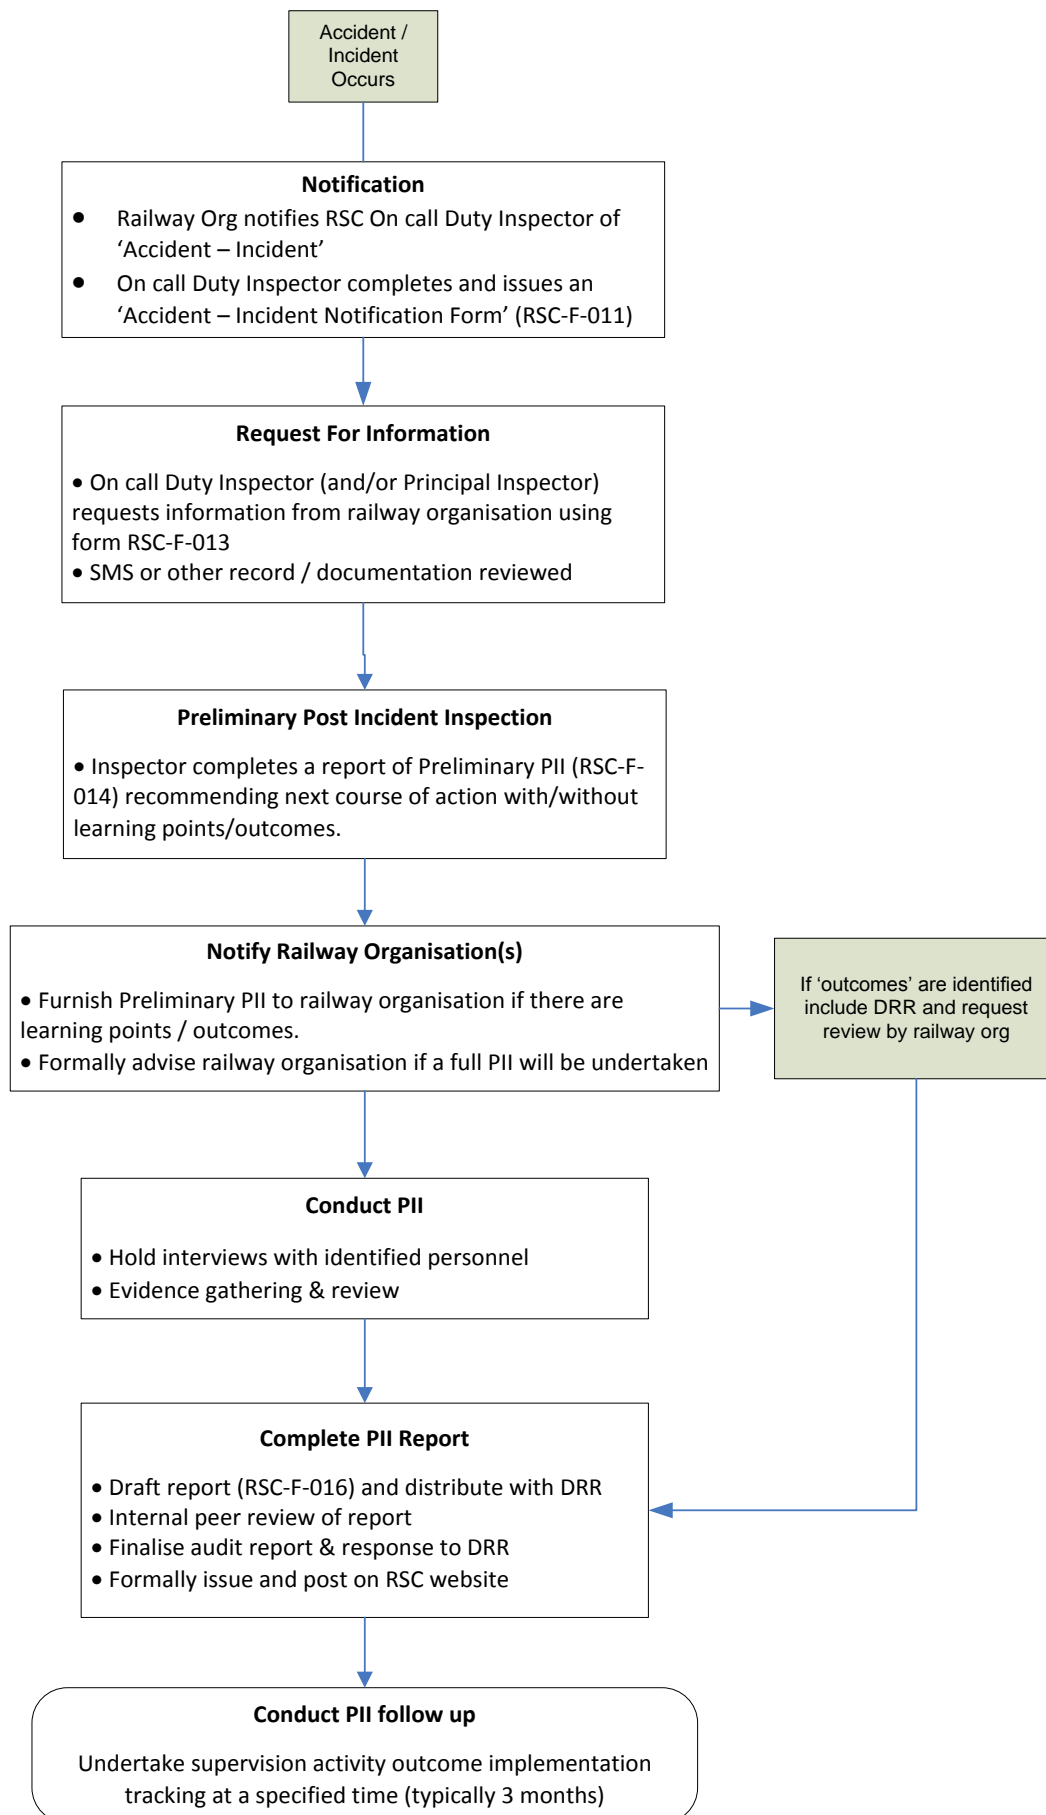 Accident /
Incident
Occurs
Notification
• Railway Org notifies RSC On call Duty Inspector of
‘Accident – Incident’
• On call Duty Inspector completes and issues an
‘Accident – Incident Notification Form’ (RSC-F-011)
Request For Information
• On call Duty Inspector (and/or Principal Inspector)
requests information from railway organisation using
form RSC-F-013
• SMS or other record / documentation reviewed
Preliminary Post Incident Inspection
• Inspector completes a report of Preliminary PII (RSC-F-
014) recommending next course of action with/without
learning points/outcomes.
Notify Railway Organisation(s)
• Furnish Preliminary PII to railway organisation if there are
learning points / outcomes.
• Formally advise railway organisation if a full PII will be undertaken
If ‘outcomes’ are identified
include DRR and request
review by railway org
Conduct PII
• Hold interviews with identified personnel
• Evidence gathering & review
Complete PII Report
• Draft report (RSC-F-016) and distribute with DRR
• Internal peer review of report
• Finalise audit report & response to DRR
• Formally issue and post on RSC website
Conduct PII follow up
Undertake supervision activity outcome implementation
tracking at a specified time (typically 3 months)